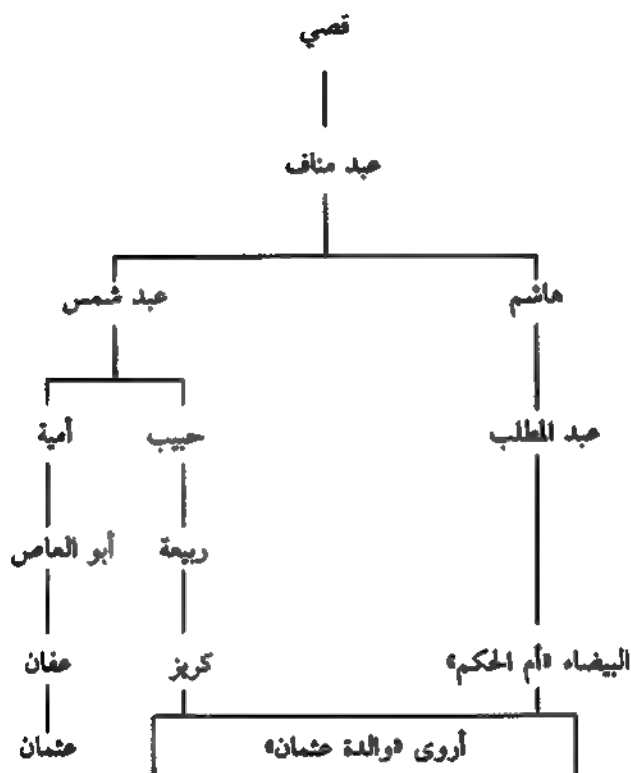 قصي
عبد مناف
هاشم عبد شمس
عبد المطلب حبيب أمية
ربيعة أبو العاص
البيضاء «أم الحكم» كريز عفان
أروى «والدة عثمان» عثمان